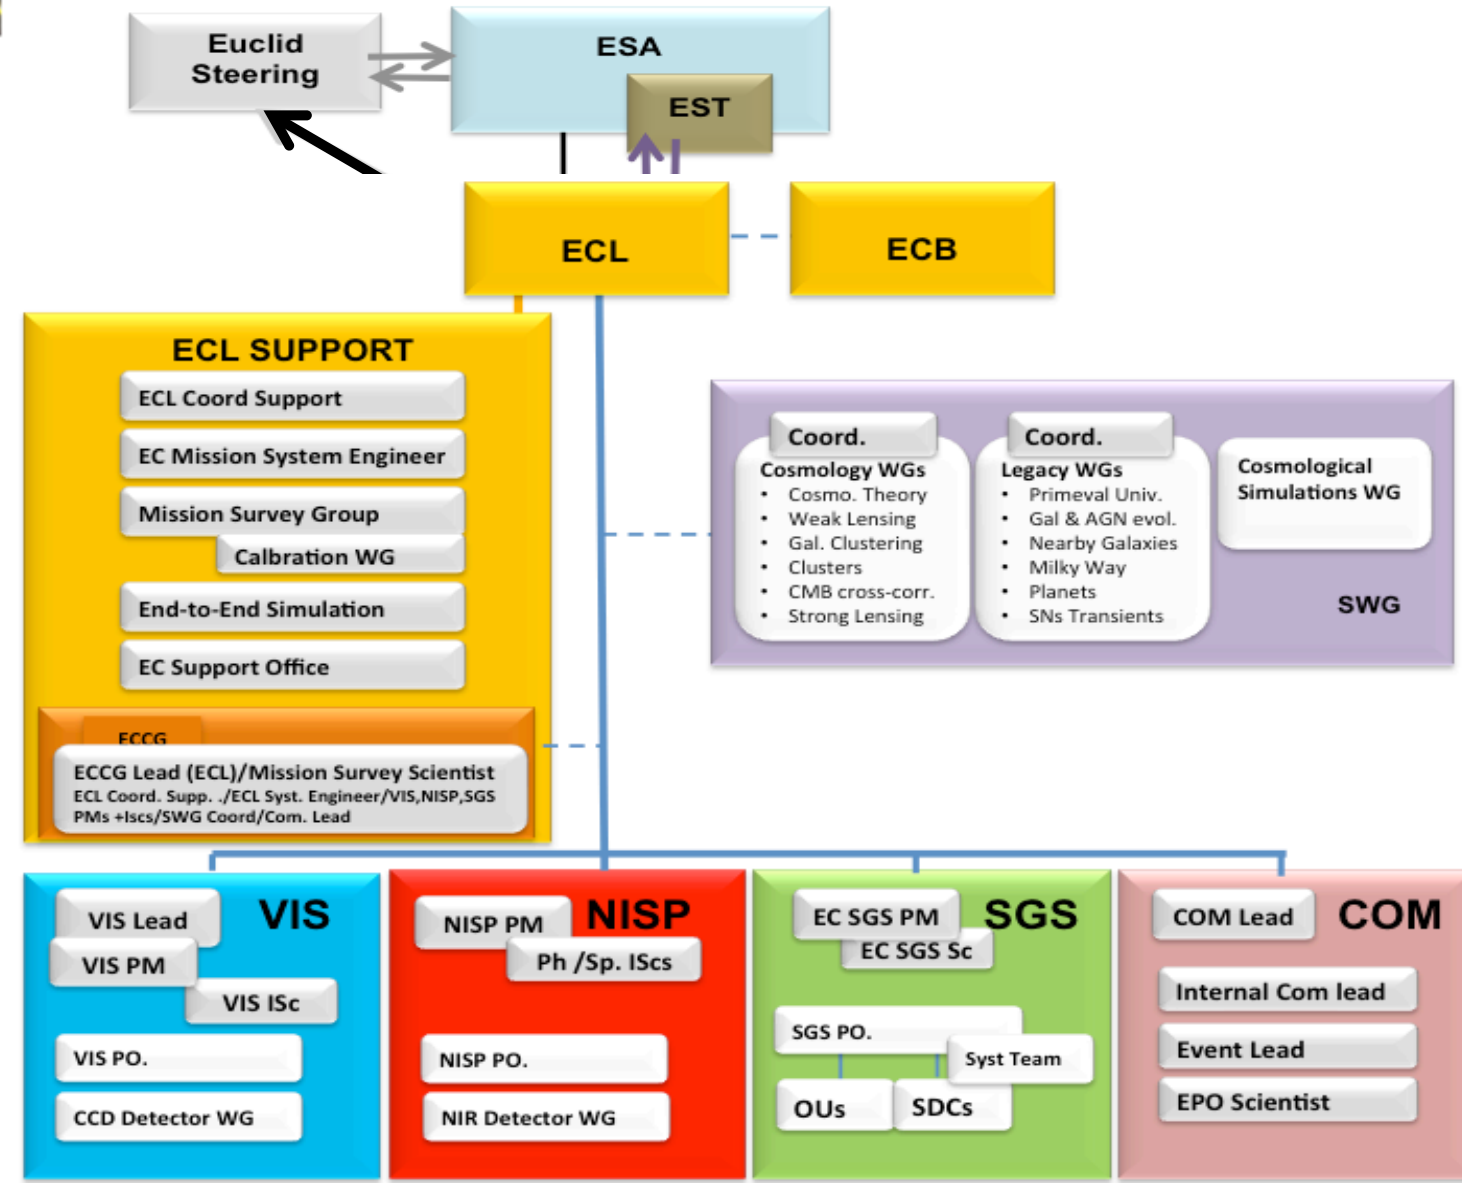 Euclid
Steering
ESA
EST
ECL
ECB
ECL SUPPORT
ECL Coord Support
EC Mission System Engineer
Mission Survey Group
Calbration WG
End-to-End Simulation
EC Support Office
ECCG
ECCG Lead (ECL)/Mission Survey Scientist
ECL Coord. Supp. ./ECL Syst. Engineer/VIS,NISP,SGS
PMs +Iscs/SWG Coord/Com. Lead
Coord.
Cosmology WGs
• Cosmo. Theory
• Weak Lensing
• Gal. Clustering
• Clusters
• CMB cross-corr.
• Strong Lensing
Coord.
Legacy WGs
• Primeval Univ.
• Gal & AGN evol.
• Nearby Galaxies
• Milky Way
• Planets
• SNs Transients
Cosmological
Simulations WG
SWG
VIS Lead
VIS
VIS PM
VIS ISc
VIS PO.
CCD Detector WG
NISP PM
NISP
Ph /Sp. IScs
NISP PO.
NIR Detector WG
EC SGS PM
SGS
EC SGS Sc
SGS PO.
Syst Team
OUs
SDCs
COM Lead
COM
Internal Com lead
Event Lead
EPO Scientist